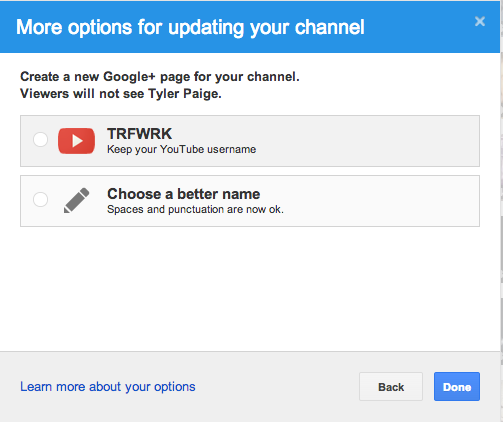 More options for updating your channel
Create a new Google+ page for your channel.
Viewers will not see Tyler Paige.
TRFWRK
Keep your YouTube username
Choose a better name
Spaces and punctuation are now ok.
Learn more about your options
Back
Done